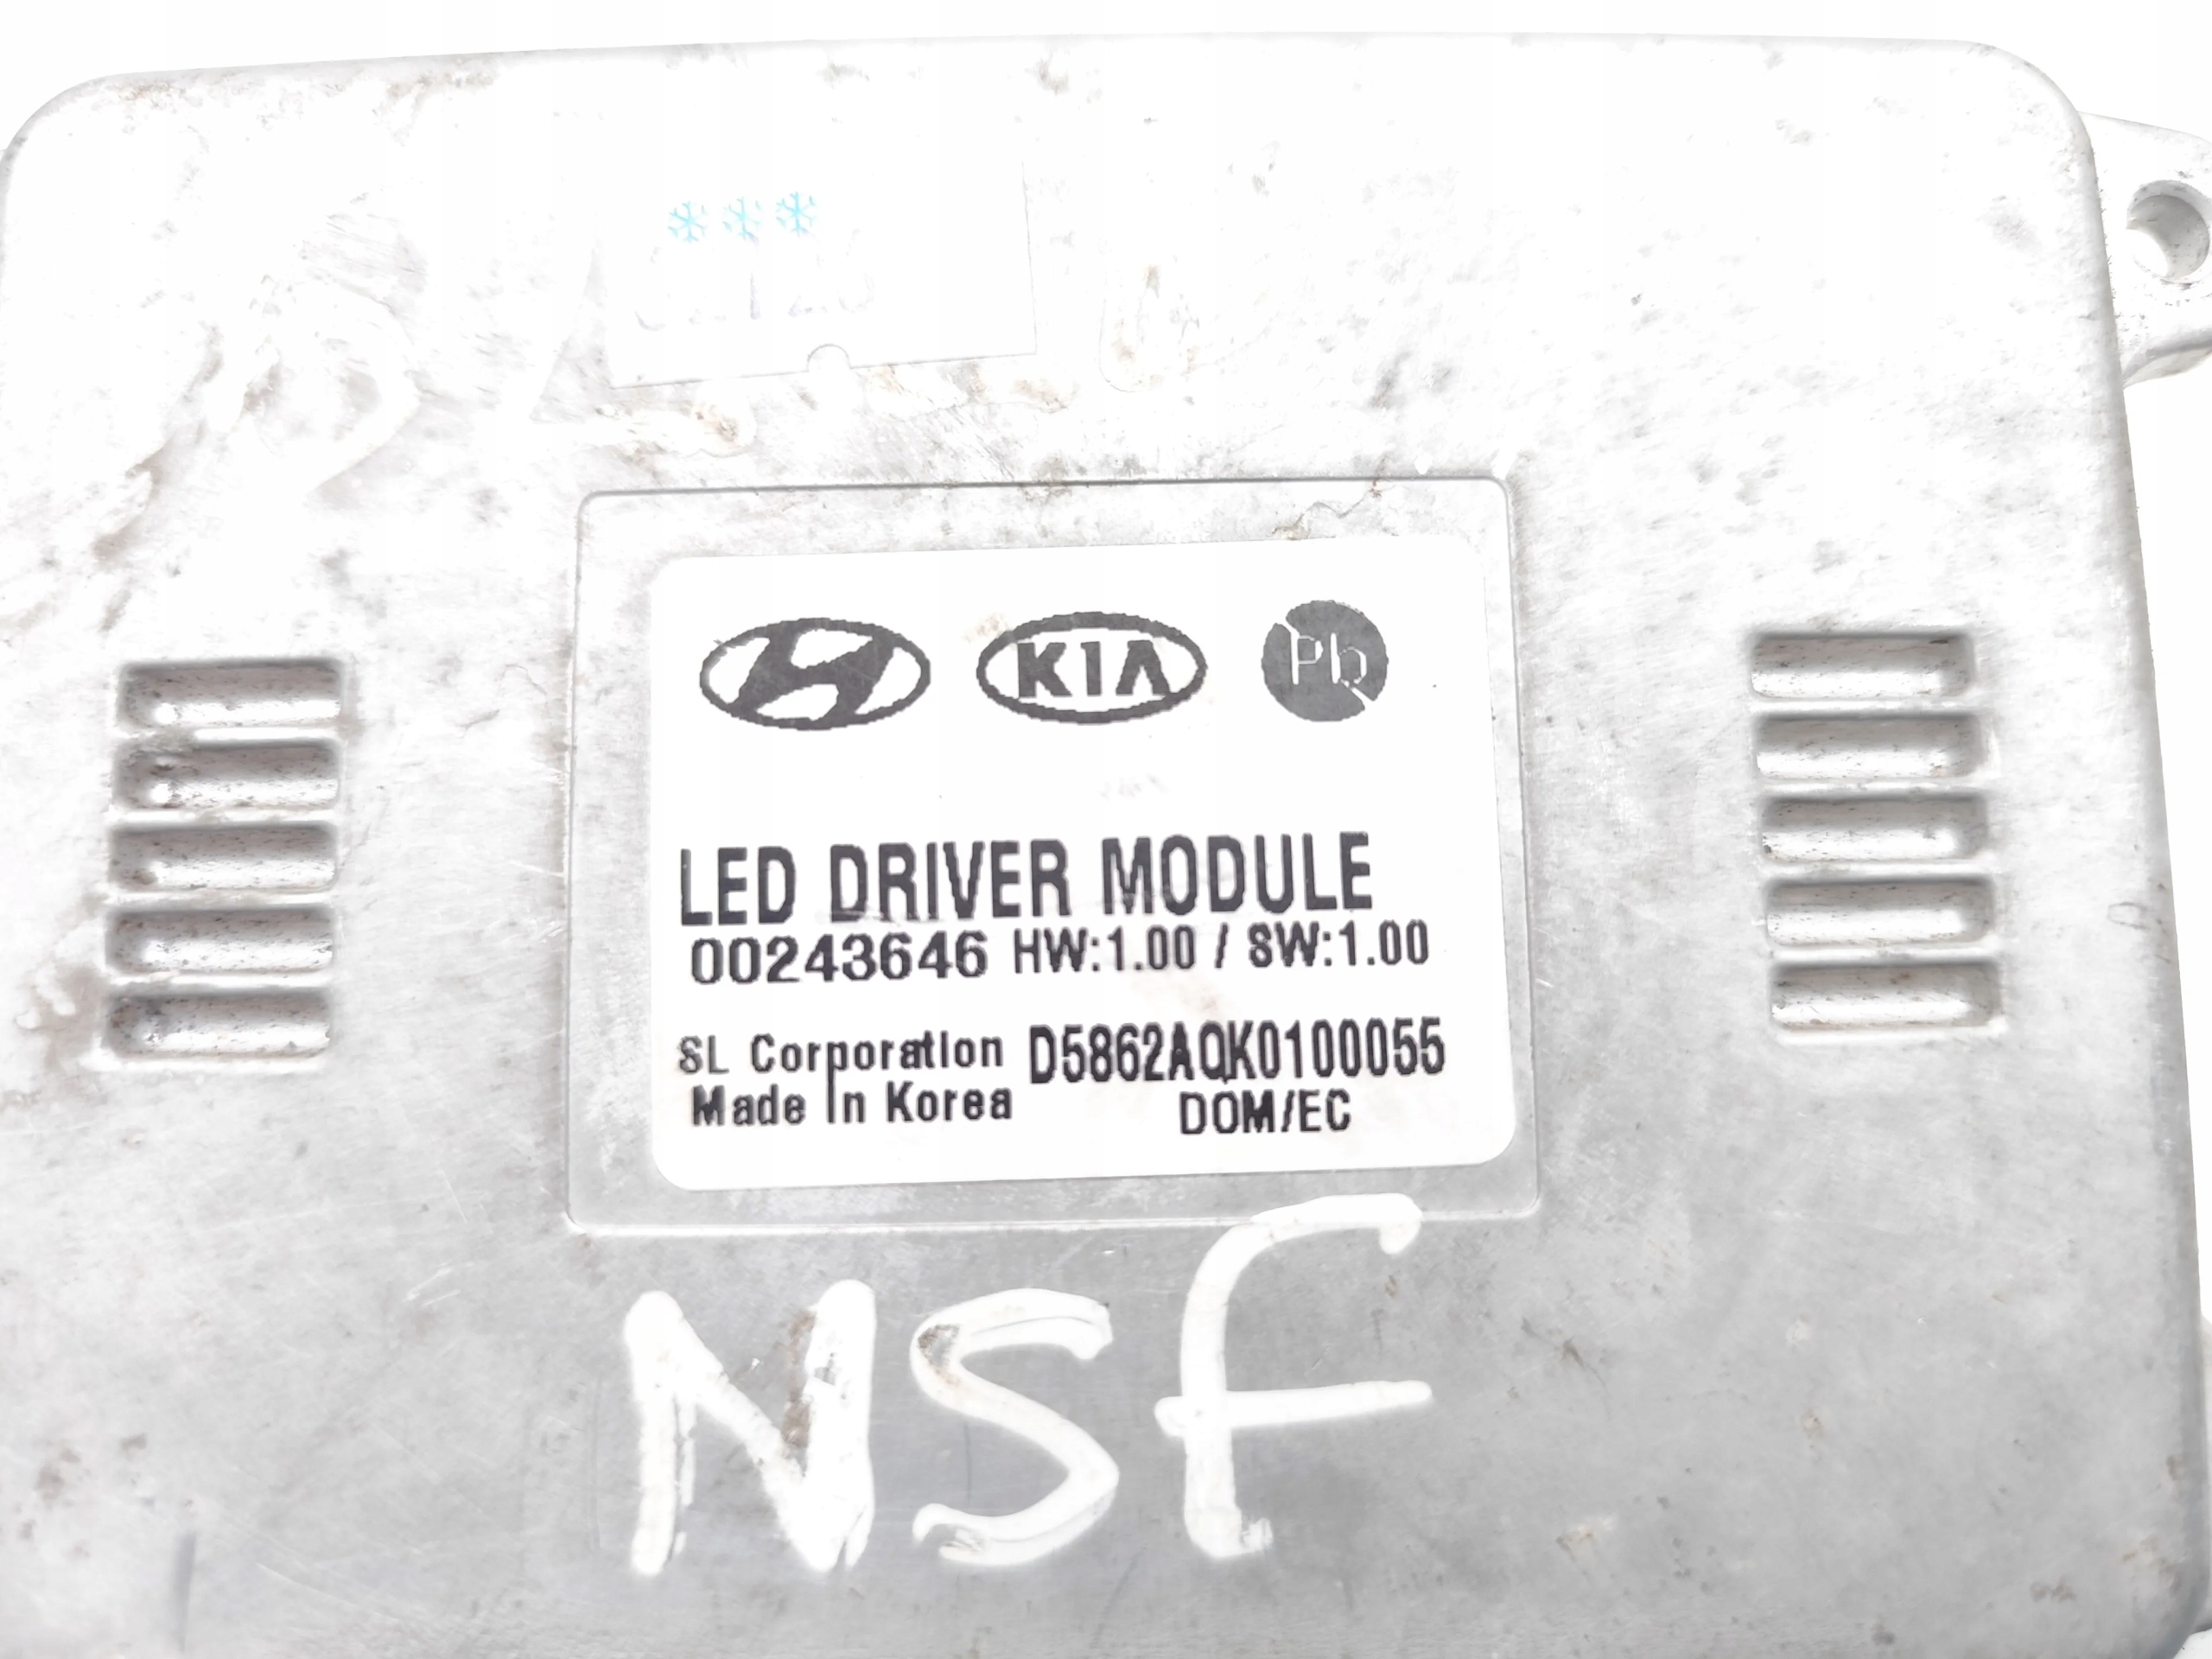 KIA Pb
LED DRIVER MODULE
00243646 HW:1.00 / SW:1.00
SL Corporation D5862AQK0100055
Made In Korea DOM/EC
NSF